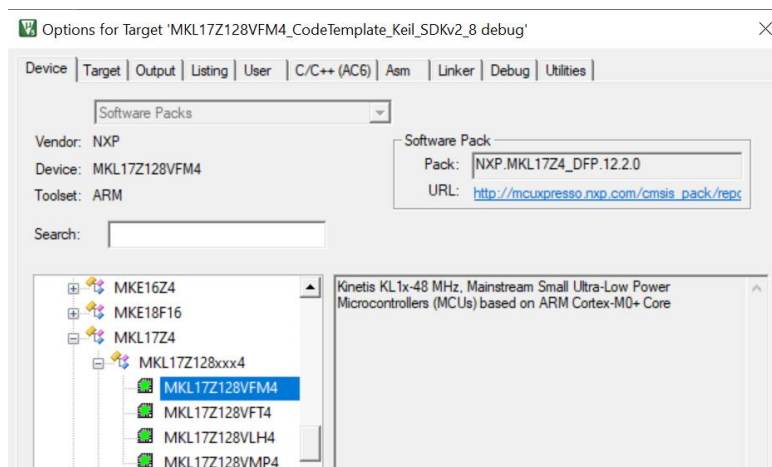 Options for Target 'MKL17Z128VFM4_CodeTemplate_Keil_SDKv2_8 debug'
Device Target Output Listing User C/C++ (AC6) Asm Linker Debug Utilities
Software Packs
Software Pack
Vendor: NXP
Pack: NXP.MKL17Z4_DFP.12.2.0
Device: MKL17Z128VFM4
URL: http://mcuxpresso.nxp.com/cmsis_pack/repo
Toolset: ARM
Search:
MKE16Z4
MKE18F16
MKL17Z4
MKL17Z128xxx4
MKL17Z128VFM4
MKL17Z128VFT4
MKL17Z128VLH4
MKL17Z128VMP4
Kinetis KL1x-48 MHz, Mainstream Small Ultra-Low Power
Microcontrollers (MCUs) based on ARM Cortex-M0+ Core